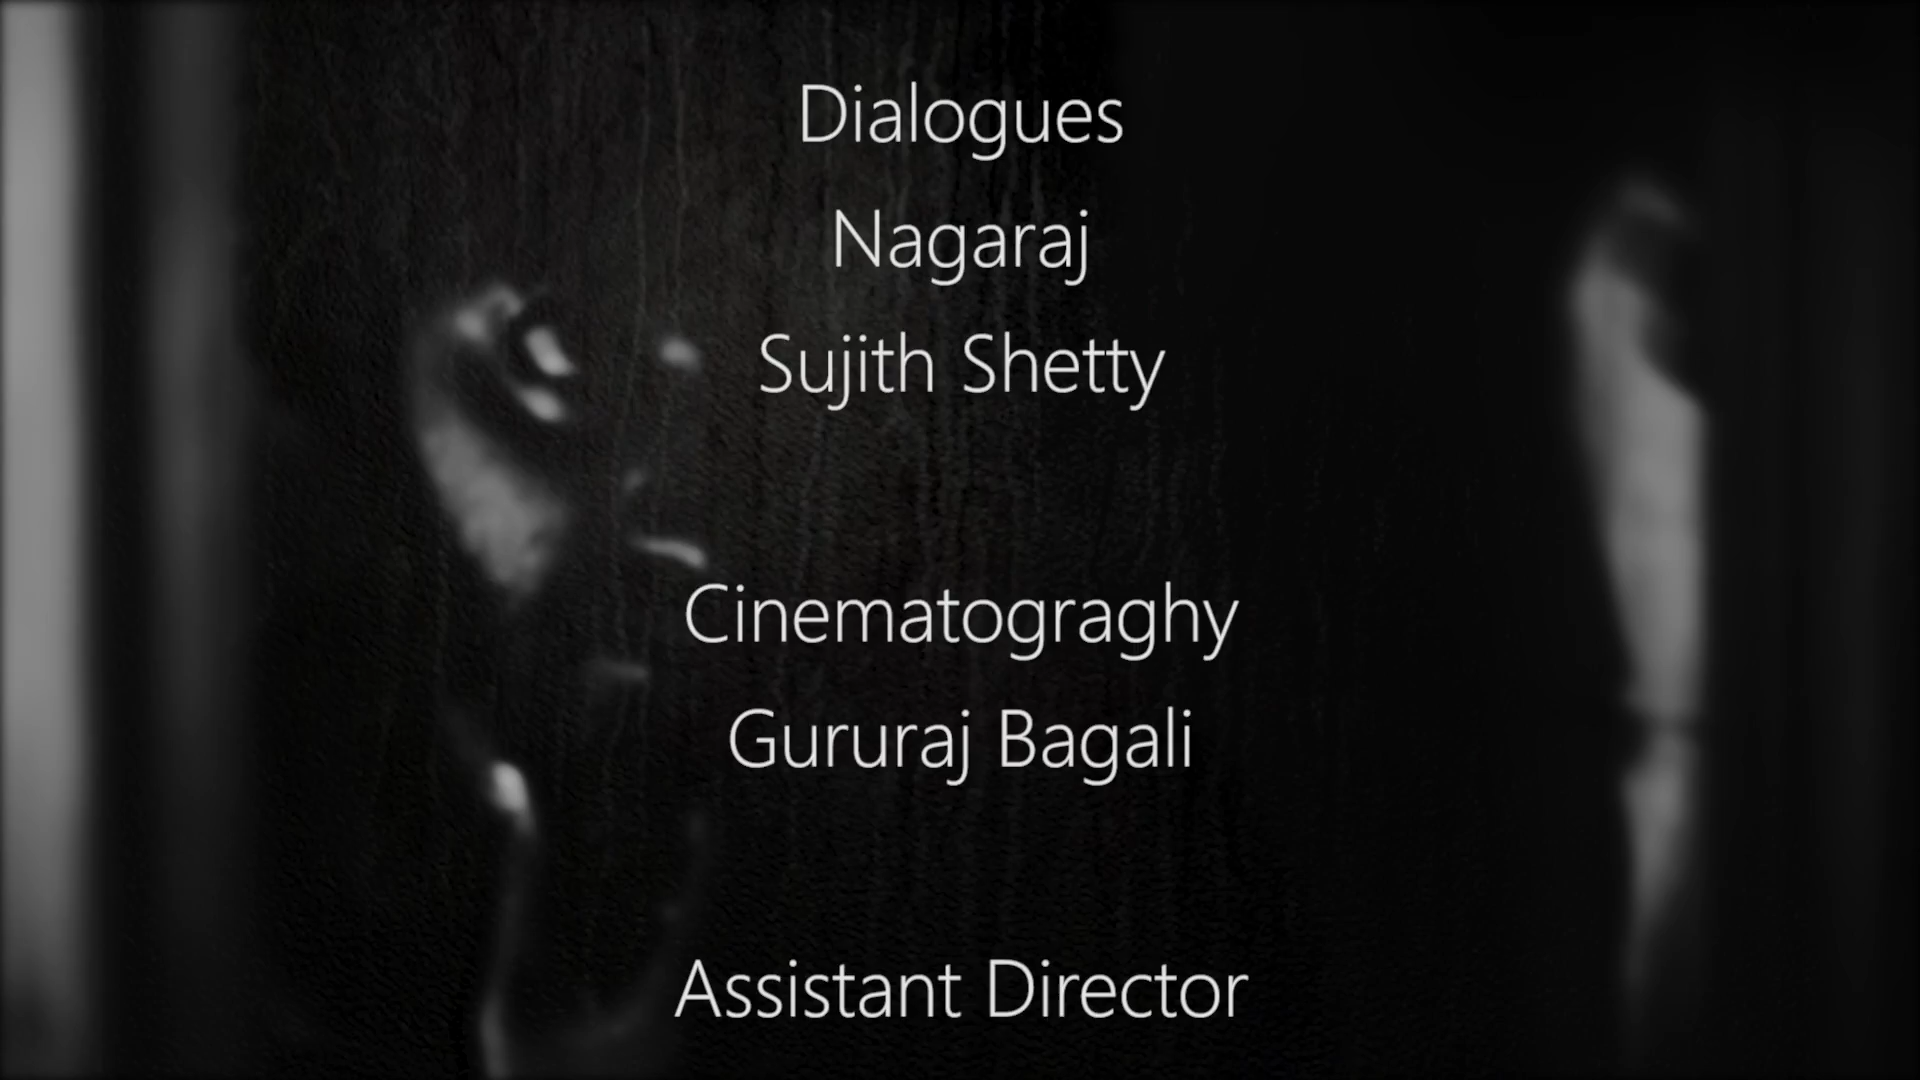 Dialogues
Nagaraj
Sujith Shetty
Cinematograghy
Gururaj Bagali
Assistant Director